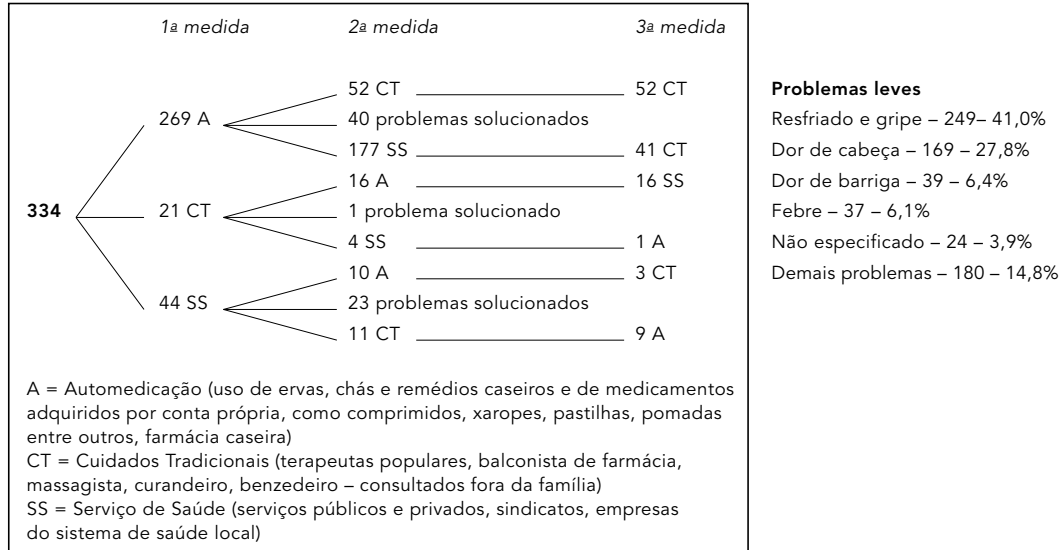 1ª medida 2ª medida 3ª medida
52 CT 52 CT
269 A 40 problemas solucionados
177 SS 41 CT
16 A 16 SS
334 21 CT 1 problema solucionado
4 SS 1 A
10 A 3 CT
44 SS 23 problemas solucionados
11 CT 9 A
A = Automedicação (uso de ervas, chás e remédios caseiros e de medicamentos
adquiridos por conta própria, como comprimidos, xaropes, pastilhas, pomadas
entre outros, farmácia caseira)
CT = Cuidados Tradicionais (terapeutas populares, balconista de farmácia,
massagista, curandeiro, benzedeiro – consultados fora da família)
SS = Serviço de Saúde (serviços públicos e privados, sindicatos, empresas
do sistema de saúde local)
Problemas leves
Resfriado e gripe – 249– 41,0%
Dor de cabeça – 169 – 27,8%
Dor de barriga – 39 – 6,4%
Febre – 37 – 6,1%
Não especificado – 24 – 3,9%
Demais problemas – 180 – 14,8%